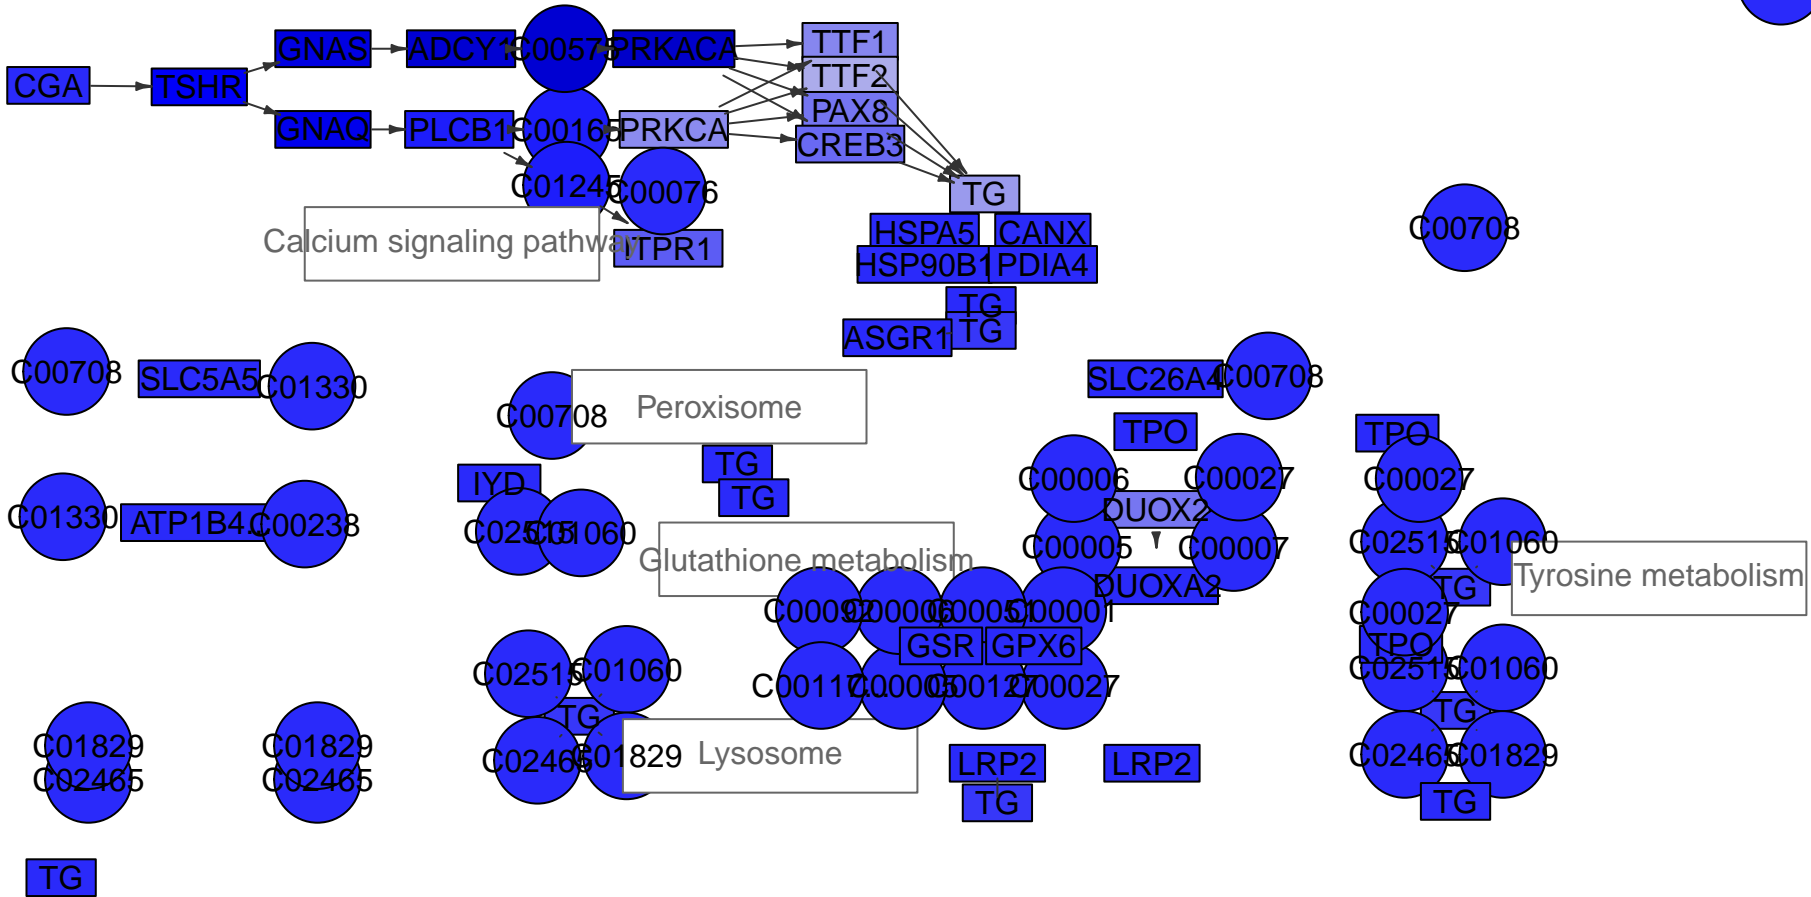 CGA
TSHR
GNAS
ADCY1
C00575
PRKACA
TTF1
TTF2
PAX8
CREB3
GNAQ
PLCB1
C00165
PRKCA
C01245
C00076
TG
Calcium signaling pathway
ITPR1
HSPA5
CANX
HSP90B1
PDIA4
TG
ASGR1
TG
C00708
C00708
SLC5A5
C01330
C00708
Peroxisome
SLC26A4
C00708
TPO
TPO
TG
TG
IYD
C00006
C00027
C00027
DUOX2
C01330
ATP1B4...
C00238
C02515
C01060
C00005
C00007
C02515
C01060
Glutathione metabolism
DUOXA2
TG
Tyrosine metabolism
C00092
C00006
C00051
C00001
C00027
GSR
GPX6
TPO
C02515
C01060
C00117...
C00005
C00127
C00027
C02515
C01060
TG
TG
C01829
C02465
C01829
C02465
C02465
C01829
Lysosome
LRP2
LRP2
C02465
C01829
TG
TG
TG